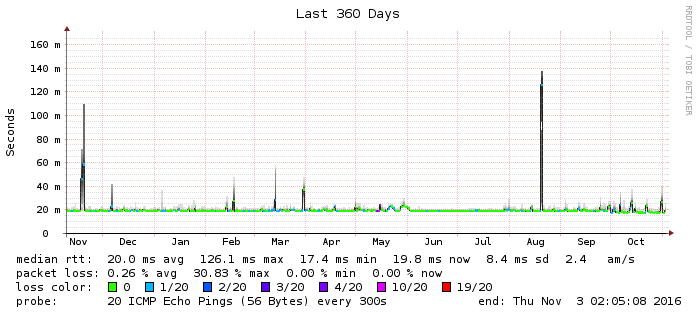 Last 360 Days
RRDTOOL / TOBI OETIKER
Seconds
160 m
140 m
120 m
100 m
80 m
60 m
40 m
20 m
0
Nov Dec Jan Feb Mar Apr May Jun Jul Aug Sep Oct
median rtt: 20.0 ms avg 126.1 ms max 17.4 ms min 19.8 ms now 8.4 ms sd 2.4 am/s
packet loss: 0.26 % avg 30.83 % max 0.00 % min 0.00 % now
loss color: 0 1/20 2/20 3/20 4/20 10/20 19/20
probe: 20 ICMP Echo Pings (56 Bytes) every 300s end: Thu Nov 3 02:05:08 2016